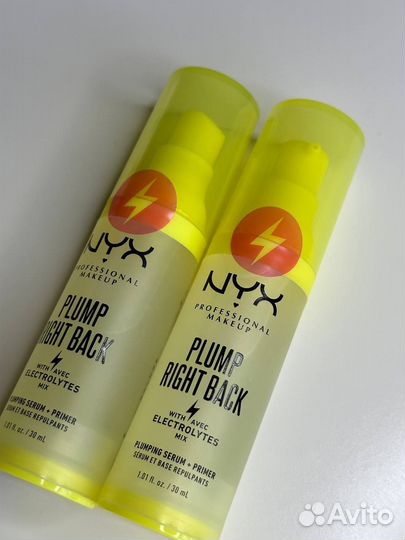 NYX
PROFESSIONAL
MAKEUP
PLUMP
RIGHT BACK
WITH AVEC
ELECTROLYTES
MIX
PLUMPING SERUM + PRIMER
SÉRUM ET BASE REPULPANTS
1.01 fl. oz. / 30 mL
NYX
PROFESSIONAL
MAKEUP
PLUMP
RIGHT BACK
WITH AVEC
ELECTROLYTES
MIX
PLUMPING SERUM + PRIMER
SÉRUM ET BASE REPULPANTS
1.01 fl. oz. / 30 mL
Avito